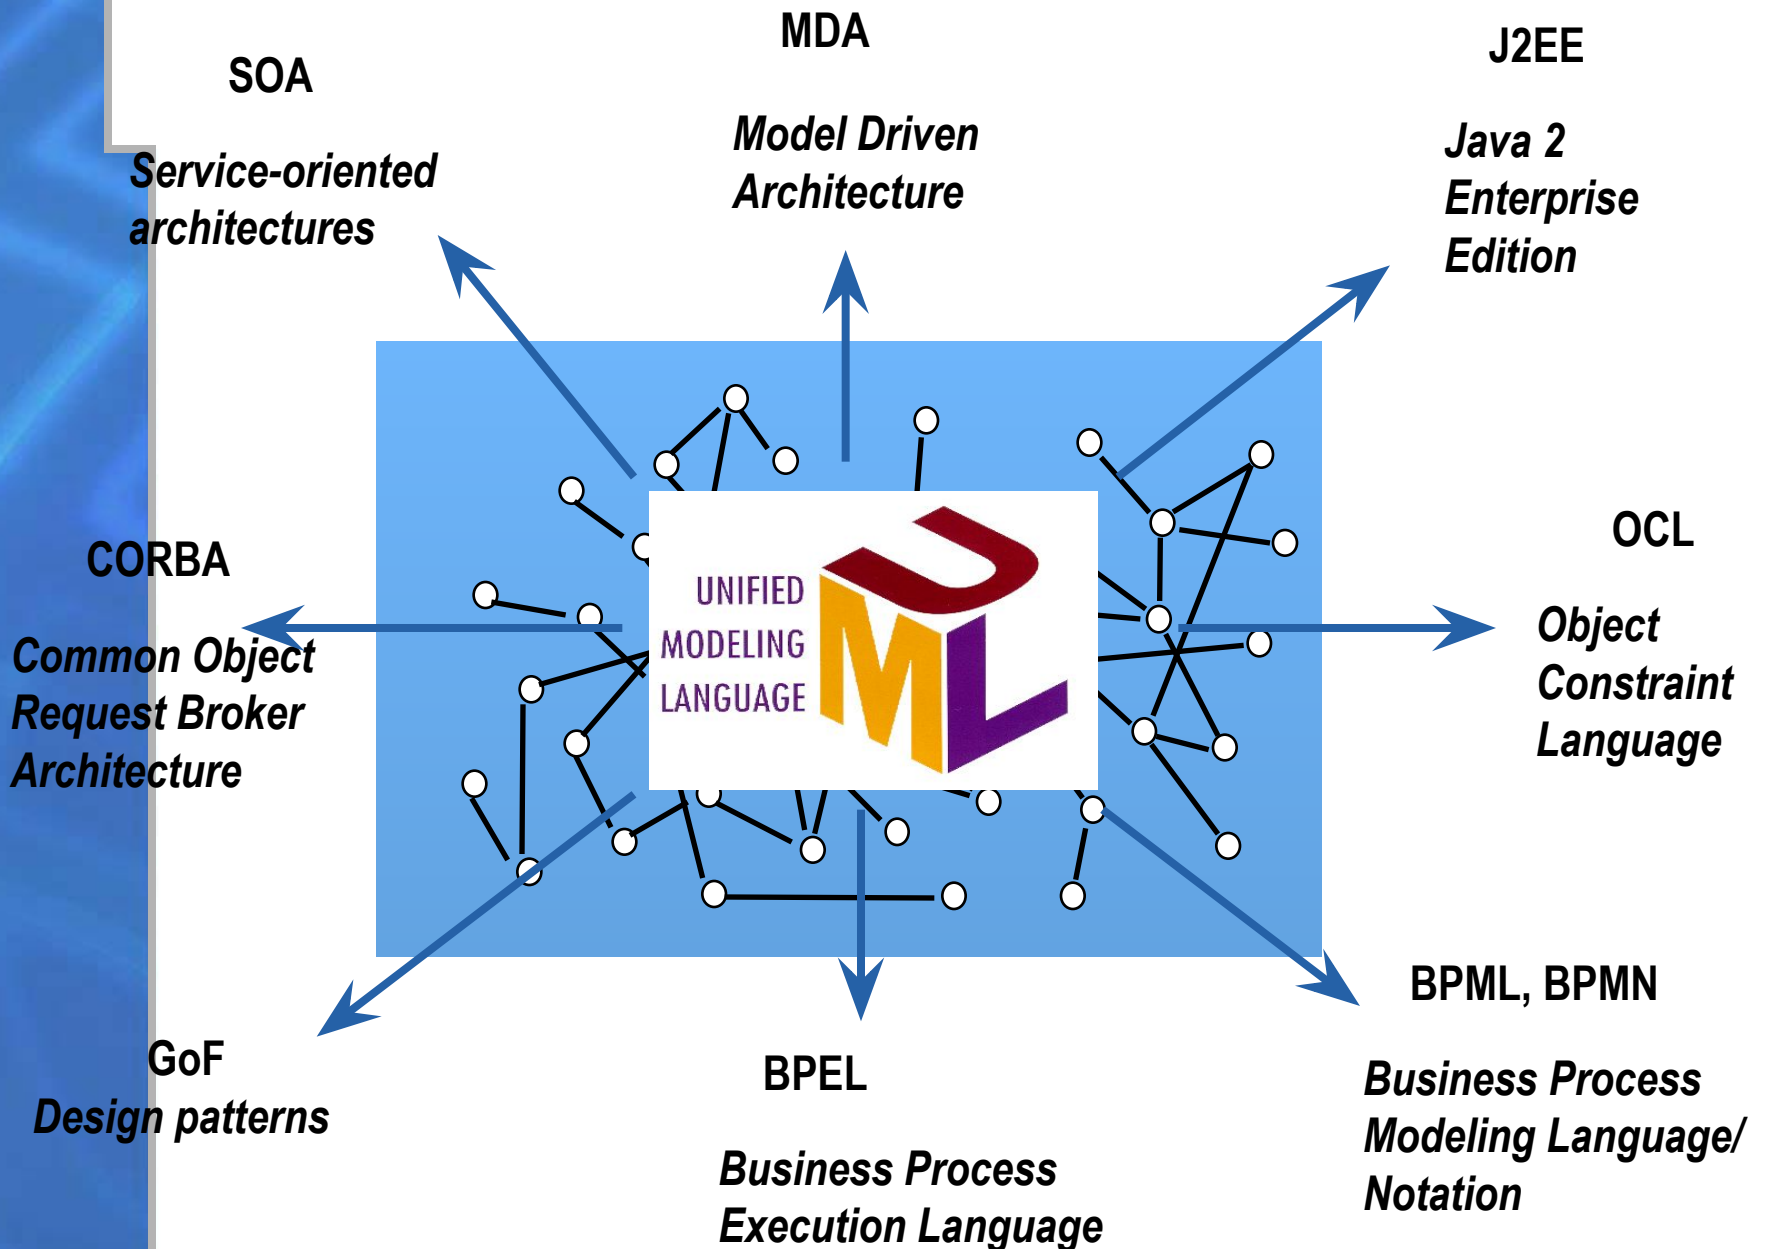 MDA
Model Driven
Architecture
SOA
Service-oriented
architectures
J2EE
Java 2
Enterprise
Edition
CORBA
Common Object
Request Broker
Architecture
UNIFIED
MODELING
LANGUAGE
UML
OCL
Object
Constraint
Language
GoF
Design patterns
BPEL
Business Process
Execution Language
BPML, BPMN
Business Process
Modeling Language/
Notation